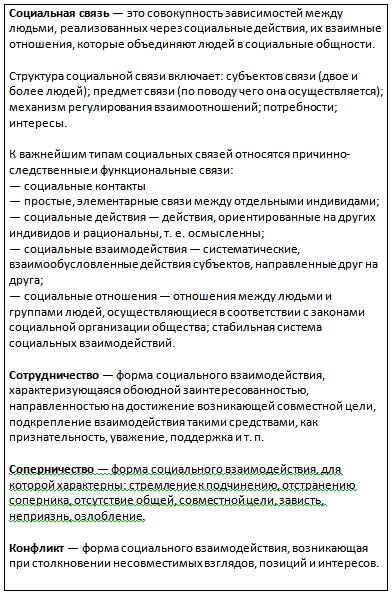 Социальная связь — это совокупность зависимостей между
людьми, реализованных через социальные действия, их взаимные
отношения, которые объединяют людей в социальные общности.
Структура социальной связи включает: субъектов связи (двое и
более людей); предмет связи (по поводу чего она осуществляется);
механизм регулирования взаимоотношений; потребности;
интересы.
К важнейшим типам социальных связей относятся причинно-
следственные и функциональные связи:
— социальные контакты
— простые, элементарные связи между отдельными индивидами;
— социальные действия — действия, ориентированные на других
индивидов и рациональны, т. е. осмысленны;
— социальные взаимодействия — систематические,
взаимообусловленные действия субъектов, направленные друг на
друга;
— социальные отношения — отношения между людьми и
группами людей, осуществляющиеся в соответствии с законами
социальной организации общества; стабильная система
социальных взаимодействий.
Сотрудничество — форма социального взаимодействия,
характеризующаяся обоюдной заинтересованностью,
направленностью на достижение возникающей совместной цели,
подкрепление взаимодействия такими средствами, как
признательность, уважение, поддержка и т. п.
Соперничество — форма социального взаимодействия, для
которой характерны: стремление к подчинению, отстранению
соперника, отсутствие общей, совместной цели, зависть,
неприязнь, озлобление.
Конфликт — форма социального взаимодействия, возникающая
при столкновении несовместимых взглядов, позиций и интересов.